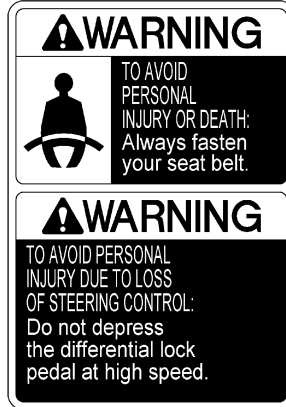 WARNING
TO AVOID
PERSONAL
INJURY OR DEATH:
Always fasten
your seat belt.
WARNING
TO AVOID PERSONAL
INJURY DUE TO LOSS
OF STEERING CONTROL:
Do not depress
the differential lock
pedal at high speed.